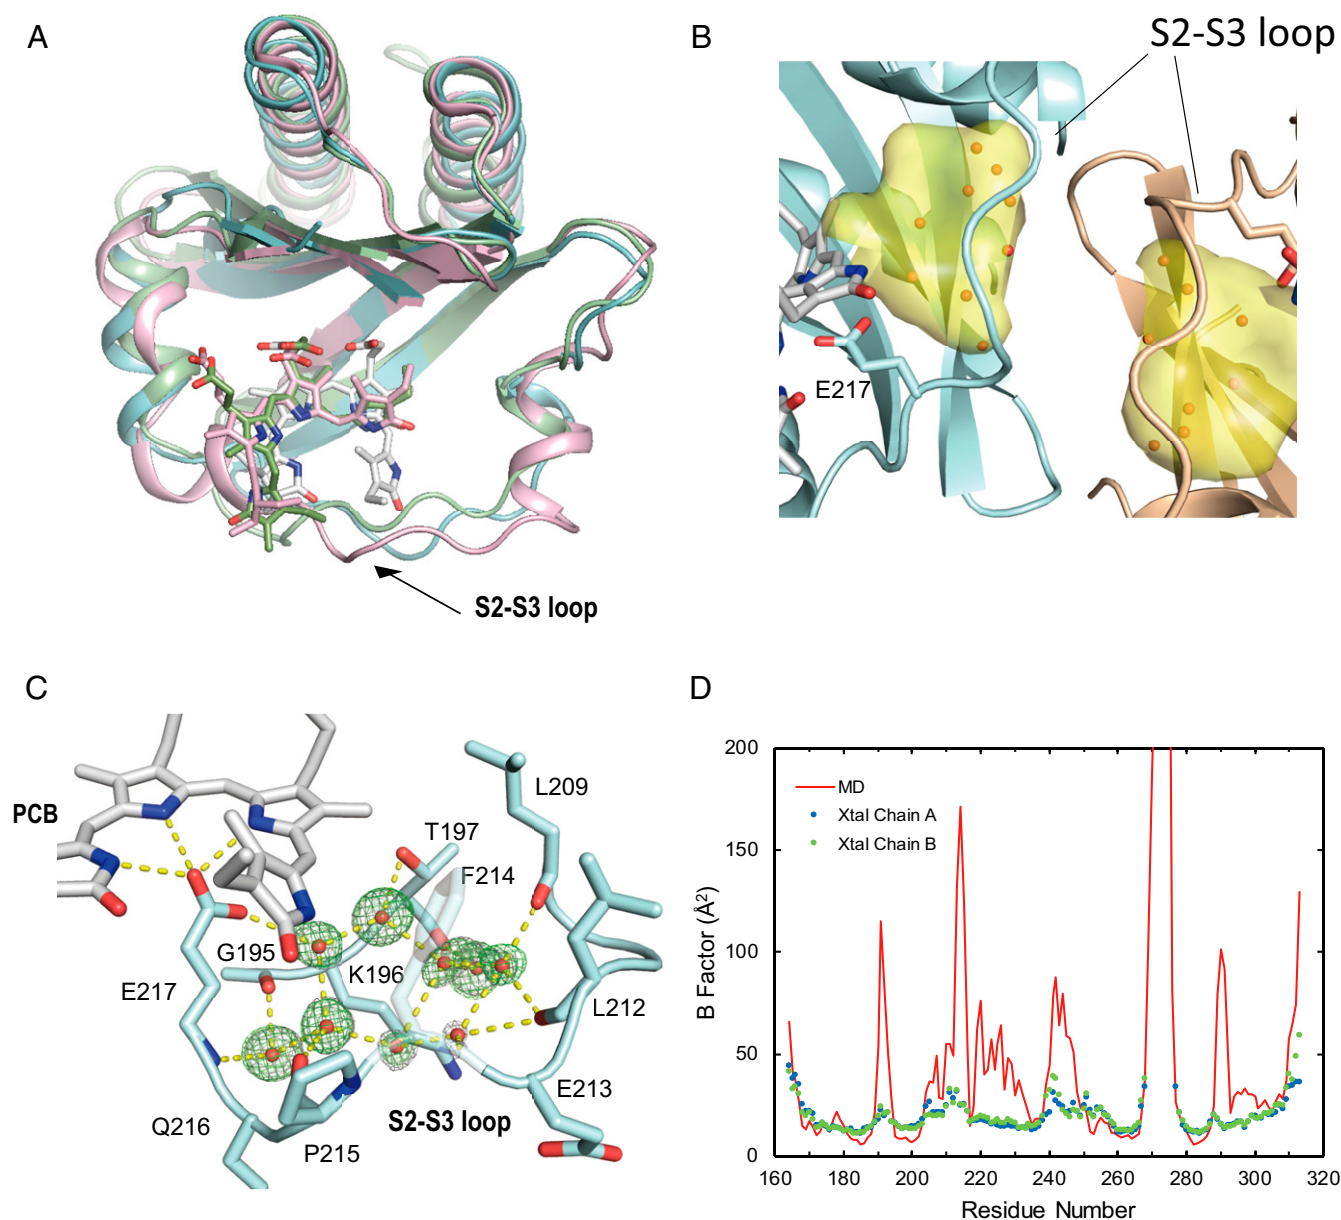 A
S2-S3 loop
B
S2-S3 loop
E217
C
PCB
L209
T197
F214
G195
K196
E217
L212
E213
S2-S3 loop
Q216
P215
D
200
150
100
50
0
B Factor (Å²)
MD
Xtal Chain A
Xtal Chain B
160 180 200 220 240 260 280 300 320
Residue Number